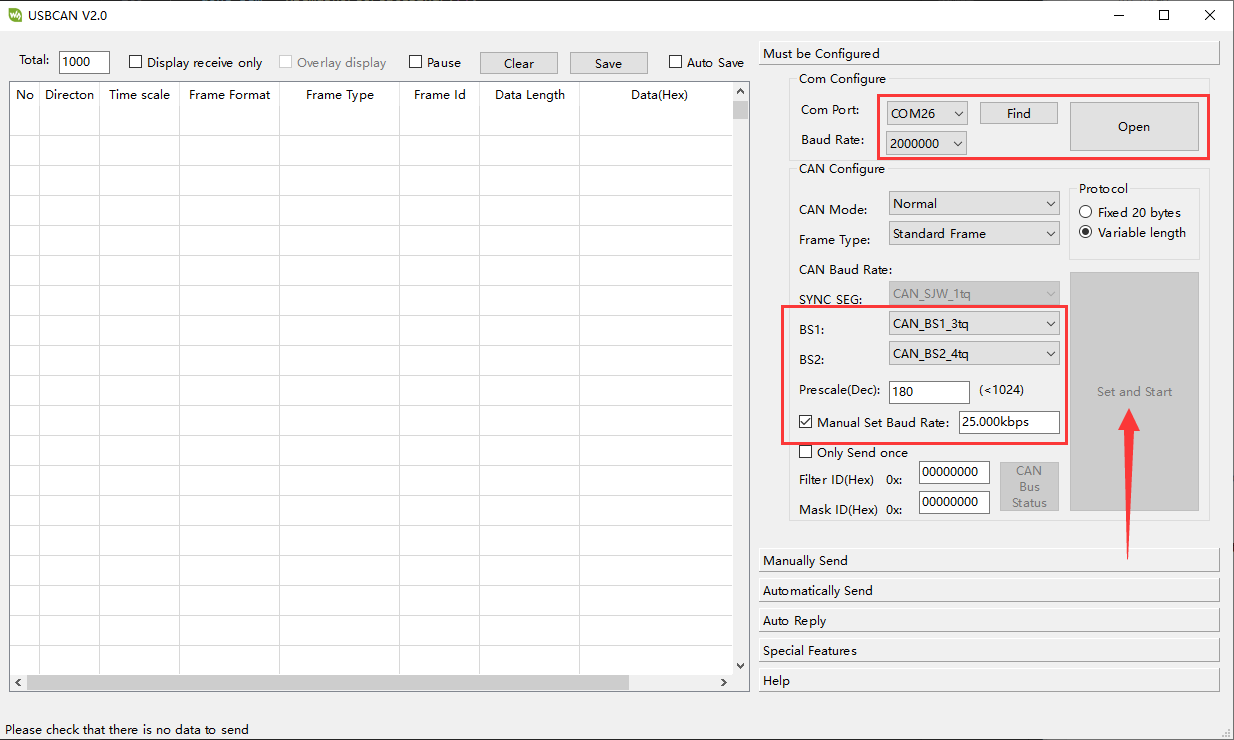 USBCAN V2.0
Total: 1000 Display receive only Overlay display Pause Clear Save Auto Save
No Directon Time scale Frame Format Frame Type Frame Id Data Length Data(Hex)
Must be Configured
Com Configure
Com Port: COM26 Find Open
Baud Rate: 2000000
CAN Configure
CAN Mode: Normal
Frame Type: Standard Frame
Protocol
Fixed 20 bytes
Variable length
CAN Baud Rate:
SYNC SEG: CAN_SJW_1tq
BS1: CAN_BS1_3tq
BS2: CAN_BS2_4tq
Prescale(Dec): 180 (<1024)
Manual Set Baud Rate: 25.000kbps
Set and Start
Only Send once
Filter ID(Hex) 0x: 00000000
Mask ID(Hex) 0x: 00000000
CAN
Bus
Status
Manually Send
Automatically Send
Auto Reply
Special Features
Help
Please check that there is no data to send